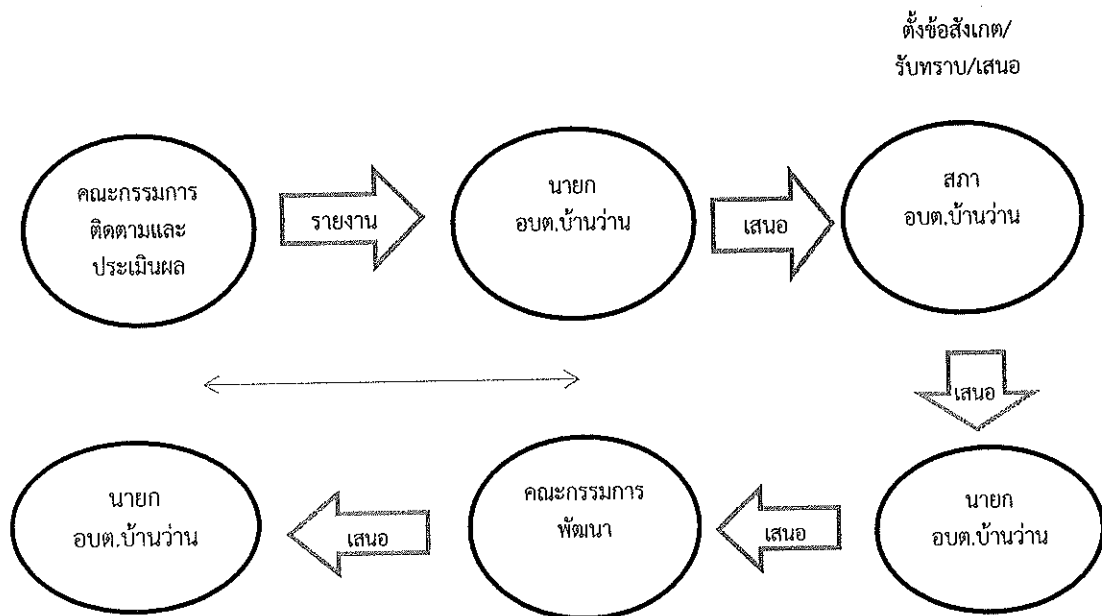 ตั้งข้อสังเกต/
รับทราบ/เสนอ
คณะกรรมการ
ติดตามและ
ประเมินผล
รายงาน
นายก
อบต.บ้านว่าน
เสนอ
สภา
อบต.บ้านว่าน
เสนอ
นายก
อบต.บ้านว่าน
เสนอ
คณะกรรมการ
พัฒนา
เสนอ
นายก
อบต.บ้านว่าน